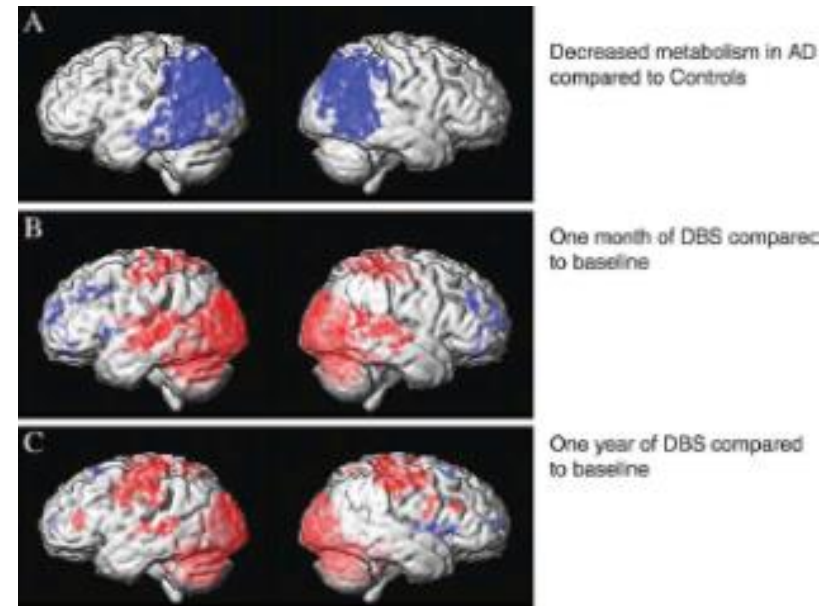 A
Decreased metabolism in AD
compared to Controls
B
One month of DBS comparec
to baseline
C
One year of DBS compared
to baseline